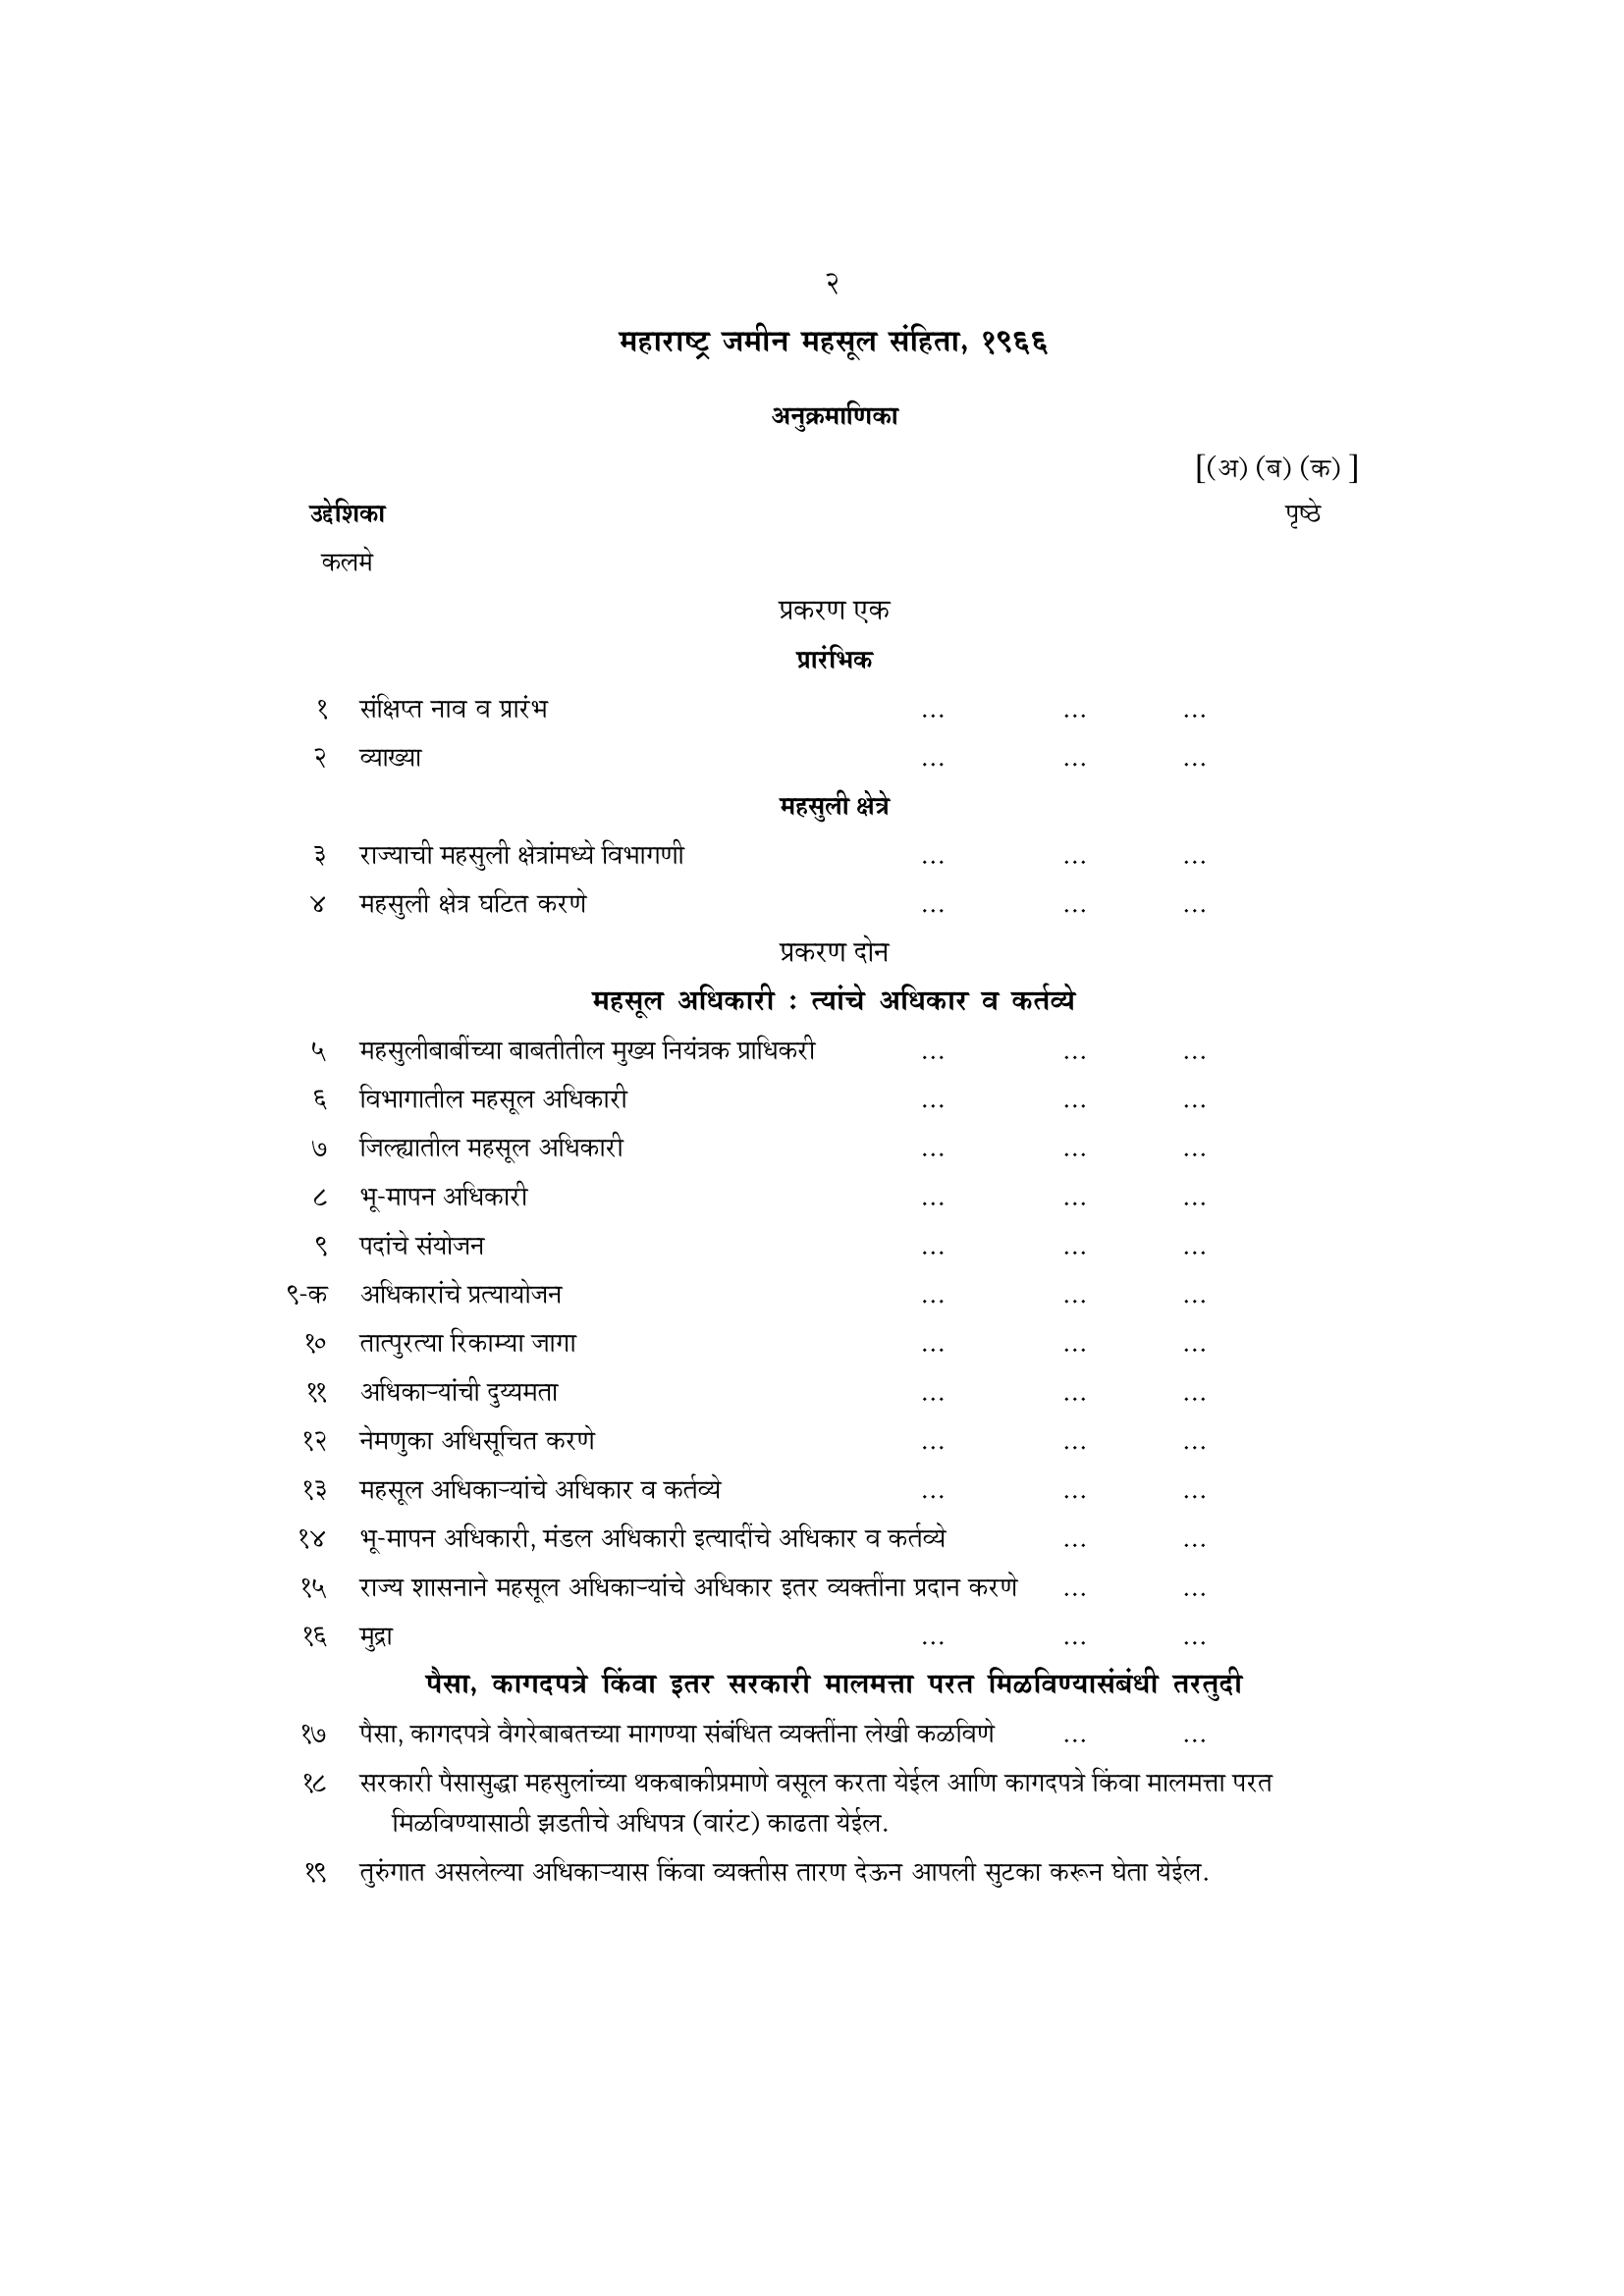 २
महाराष्ट्र जमीन महसूल संहिता, १९६६
अनुक्रमाणिका
[(अ) (ब) (क) ]
उद्देशिका पृष्ठे
कलमे
प्रकरण एक
प्रारंभिक
१ संक्षिप्त नाव व प्रारंभ ... ... ...
२ व्याख्या ... ... ...
महसुली क्षेत्रे
३ राज्याची महसुली क्षेत्रांमध्ये विभागणी ... ... ...
४ महसुली क्षेत्र घटित करणे ... ... ...
प्रकरण दोन
महसूल अधिकारी : त्यांचे अधिकार व कर्तव्ये
५ महसुलीबाबींच्या बाबतीतील मुख्य नियंत्रक प्राधिकरी ... ... ...
६ विभागातील महसूल अधिकारी ... ... ...
७ जिल्ह्यातील महसूल अधिकारी ... ... ...
८ भू-मापन अधिकारी ... ... ...
९ पदांचे संयोजन ... ... ...
९-क अधिकारांचे प्रत्यायोजन ... ... ...
१० तात्पुरत्या रिकाम्या जागा ... ... ...
११ अधिकाऱ्यांची दुय्यमता ... ... ...
१२ नेमणुका अधिसूचित करणे ... ... ...
१३ महसूल अधिकाऱ्यांचे अधिकार व कर्तव्ये ... ... ...
१४ भू-मापन अधिकारी, मंडल अधिकारी इत्यादींचे अधिकार व कर्तव्ये ... ...
१५ राज्य शासनाने महसूल अधिकाऱ्यांचे अधिकार इतर व्यक्तींना प्रदान करणे ... ...
१६ मुद्रा ... ... ...
पैसा, कागदपत्रे किंवा इतर सरकारी मालमत्ता परत मिळविण्यासंबंधी तरतुदी
१७ पैसा, कागदपत्रे वैगरेबाबतच्या मागण्या संबंधित व्यक्तींना लेखी कळविणे ... ...
१८ सरकारी पैसासुद्धा महसुलांच्या थकबाकीप्रमाणे वसूल करता येईल आणि कागदपत्रे किंवा मालमत्ता परत
मिळविण्यासाठी झडतीचे अधिपत्र (वारंट) काढता येईल.
१९ तुरुंगात असलेल्या अधिकाऱ्यास किंवा व्यक्तीस तारण देऊन आपली सुटका करून घेता येईल.